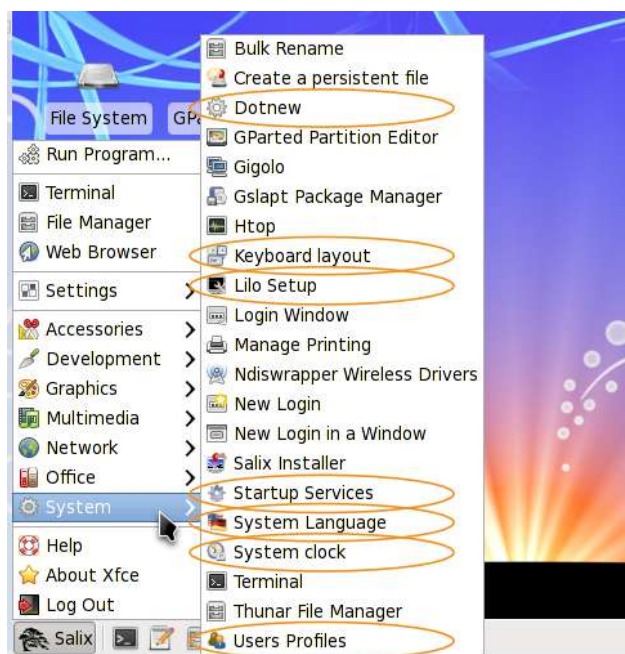 File System
GPa
Run Program...
Terminal
File Manager
Web Browser
Settings
Accessories
Development
Graphics
Multimedia
Network
Office
System
Help
About Xfce
Log Out
Salix
Bulk Rename
Create a persistent file
Dotnew
GParted Partition Editor
Gigolo
Gslapt Package Manager
Htop
Keyboard layout
Lilo Setup
Login Window
Manage Printing
Ndiswrapper Wireless Drivers
New Login
New Login in a Window
Salix Installer
Startup Services
System Language
System clock
Terminal
Thunar File Manager
Users Profiles